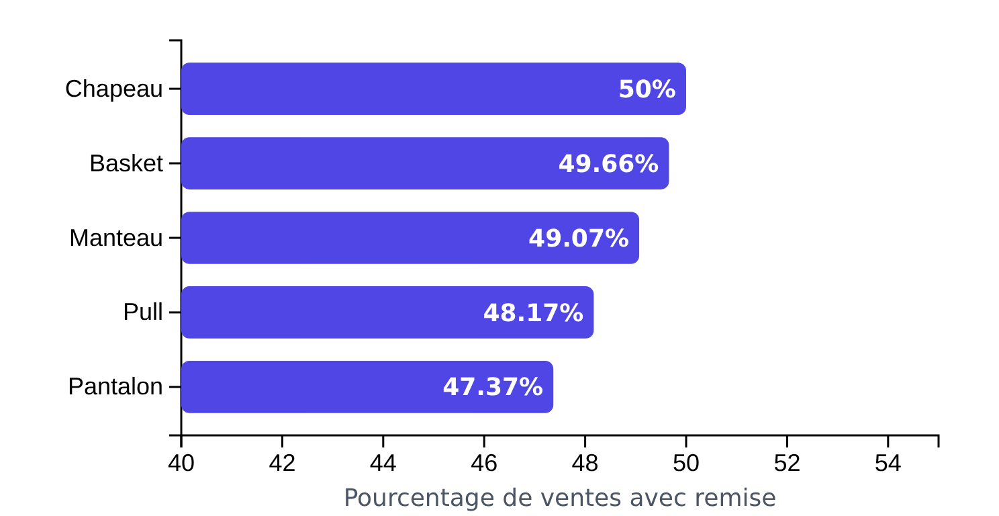 Chapeau 50%
Basket 49.66%
Manteau 49.07%
Pull 48.17%
Pantalon 47.37%
40 42 44 46 48 50 52 54
Pourcentage de ventes avec remise